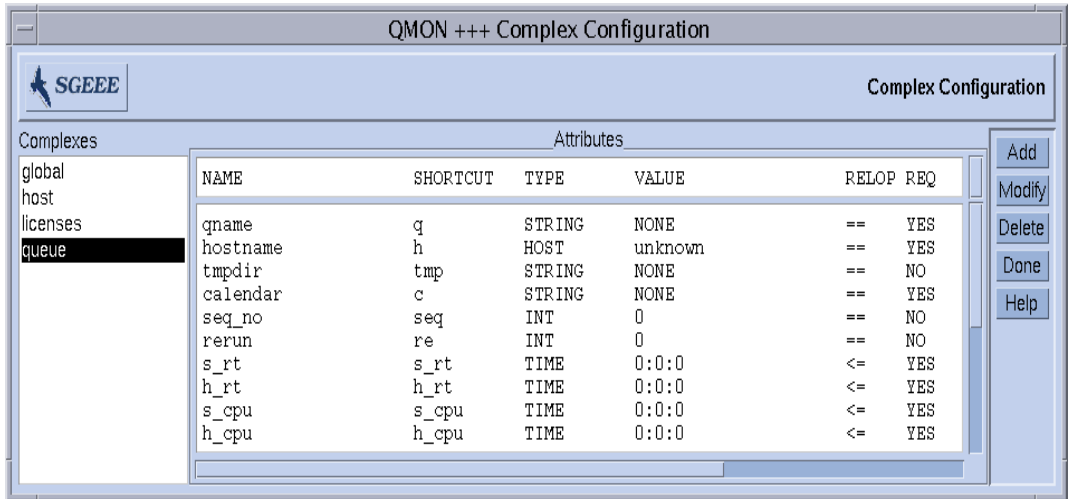 QMON +++ Complex Configuration
SGEEE
Complex Configuration
Complexes
global
host
licenses
queue
Attributes
NAME SHORTCUT TYPE VALUE RELOP REQ
qname q STRING NONE == YES
hostname h HOST unknown == YES
tmpdir tmp STRING NONE == NO
calendar c STRING NONE == YES
seq_no seq INT 0 == NO
rerun re INT 0 == NO
s_rt s_rt TIME 0:0:0 <= YES
h_rt h_rt TIME 0:0:0 <= YES
s_cpu s_cpu TIME 0:0:0 <= YES
h_cpu h_cpu TIME 0:0:0 <= YES
Add
Modify
Delete
Done
Help